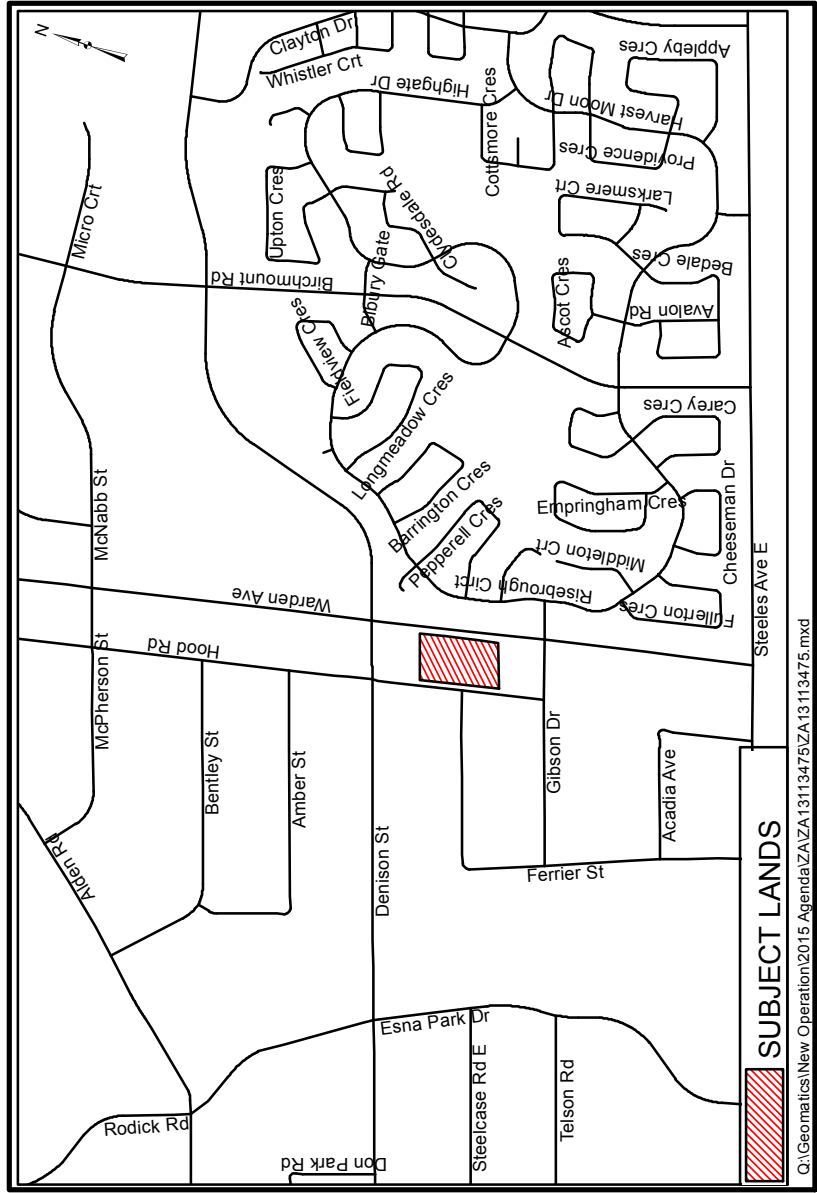 N
Clayton Dr
Whistler Crt
Highgate Dr
Cottsmore Cres
Appleby Cres
Harvest Moon Dr
Providence Cres
Larksmere Crt
Micro Crt
Upton Cres
Clydesdale Rd
Birchmount Rd
Bibury Gate
Bedale Cres
Ascot Cres
Avalon Rd
Fieldview Cres
Longmeadow Cres
Carey Cres
McNabb St
Barrington Cres
Empringham Cres
Pepperell Cres
Cheeseman Dr
Middleton Crt
Risebrough Circt
Fullerton Cres
Steeles Ave E
Warden Ave
Hood Rd
McPherson St
Bentley St
Amber St
Gibson Dr
Acadia Ave
Alden Rd
Denison St
Ferrier St
Esna Park Dr
Steelcase Rd E
Telson Rd
Rodick Rd
Don Park Rd
SUBJECT LANDS
Q:\Geomatics\New Operation\2015 Agenda\ZA\ZA13113475\ZA13113475.mxd